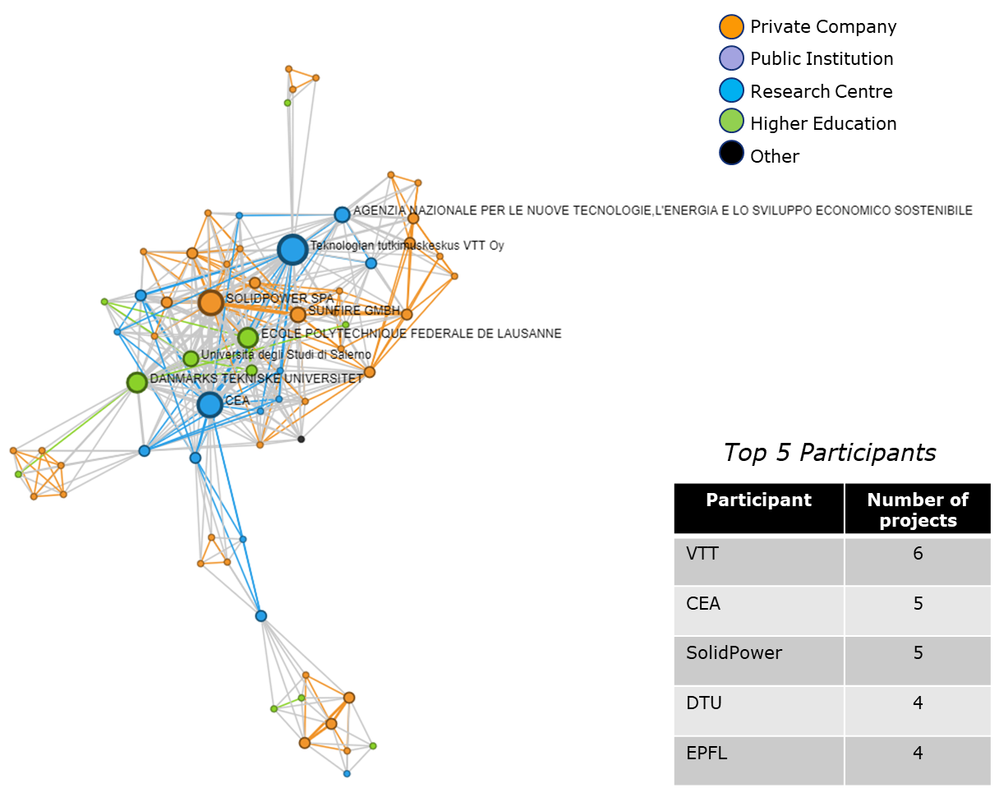 Private Company
Public Institution
Research Centre
Higher Education
Other
AGENZIA NAZIONALE PER LE NUOVE TECNOLOGIE,L'ENERGIA E LO SVILUPPO ECONOMICO SOSTENIBILE
Teknologian tutkimuskeskus VTT Oy
SOLIDPOWER SPA
SUNFIRE GMBH
ECOLE POLYTECHNIQUE FEDERALE DE LAUSANNE
Università degli Studi di Salerno
DANMARKS TEKNISKE UNIVERSITET
CEA
Top 5 Participants
Participant Number of
projects
VTT 6
CEA 5
SolidPower 5
DTU 4
EPFL 4